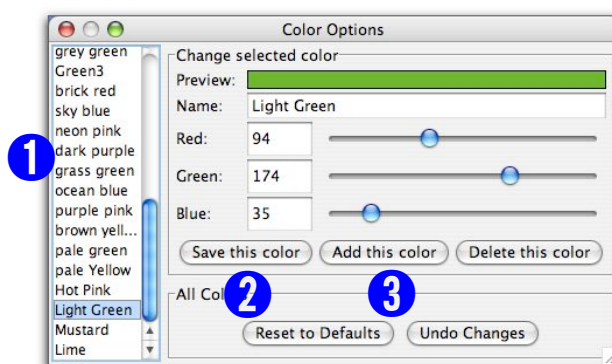 Color Options
grey green
Green3
brick red
sky blue
neon pink
dark purple
grass green
ocean blue
purple pink
brown yell...
pale green
pale Yellow
Hot Pink
Light Green
Mustard
Lime
1
Change selected color
Preview:
Name: Light Green
Red: 94
Green: 174
Blue: 35
Save this color Add this color Delete this color
2 3
All Col
Reset to Defaults Undo Changes